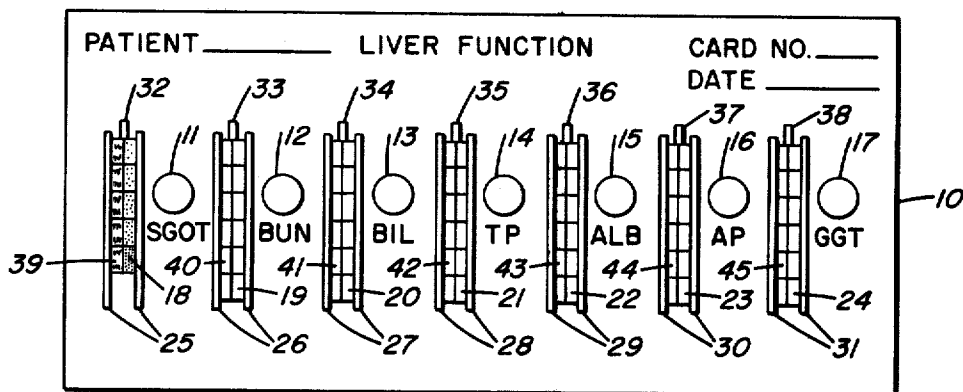 PATIENT LIVER FUNCTION CARD NO.
DATE
32 33 34 35 36 37 38
11 12 13 14 15 16 17
10
SGOT BUN BIL TP ALB AP GGT
39 40 41 42 43 44 45
18 19 20 21 22 23 24
25 26 27 28 29 30 31